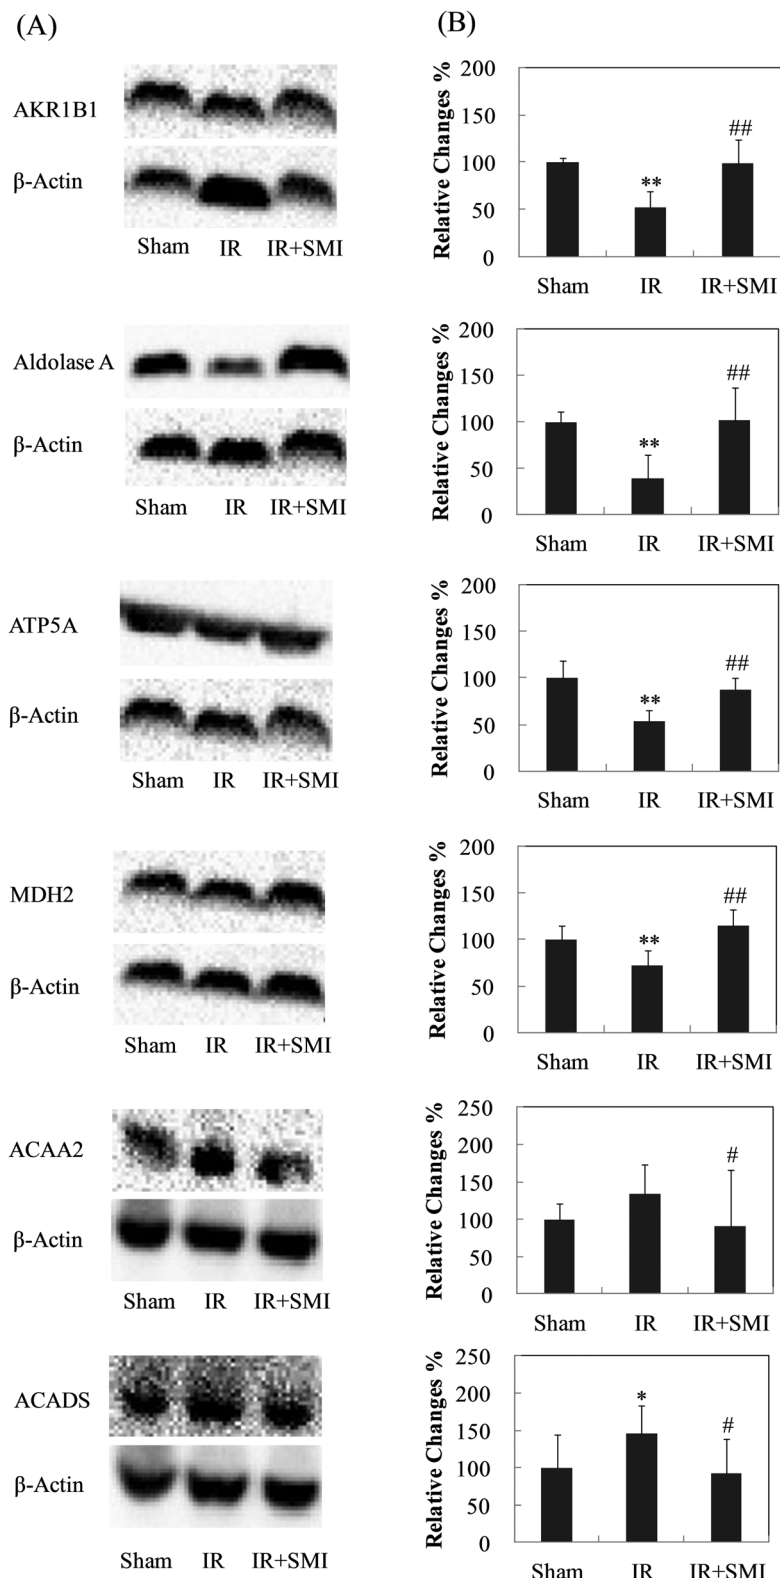 (A)
(B)
AKR1B1
β-Actin
Sham IR IR+SMI
Relative Changes %
200
150
100
50
0
**
##
Sham IR IR+SMI
Aldolase A
β-Actin
Sham IR IR+SMI
Relative Changes %
200
150
100
50
0
**
##
Sham IR IR+SMI
ATP5A
β-Actin
Sham IR IR+SMI
Relative Changes %
200
150
100
50
0
**
##
Sham IR IR+SMI
MDH2
β-Actin
Sham IR IR+SMI
Relative Changes %
200
150
100
50
0
**
##
Sham IR IR+SMI
ACAA2
β-Actin
Sham IR IR+SMI
Relative Changes %
250
200
150
100
50
0
#
Sham IR IR+SMI
ACADS
β-Actin
Sham IR IR+SMI
Relative Changes %
250
200
150
100
50
0
*
#
Sham IR IR+SMI